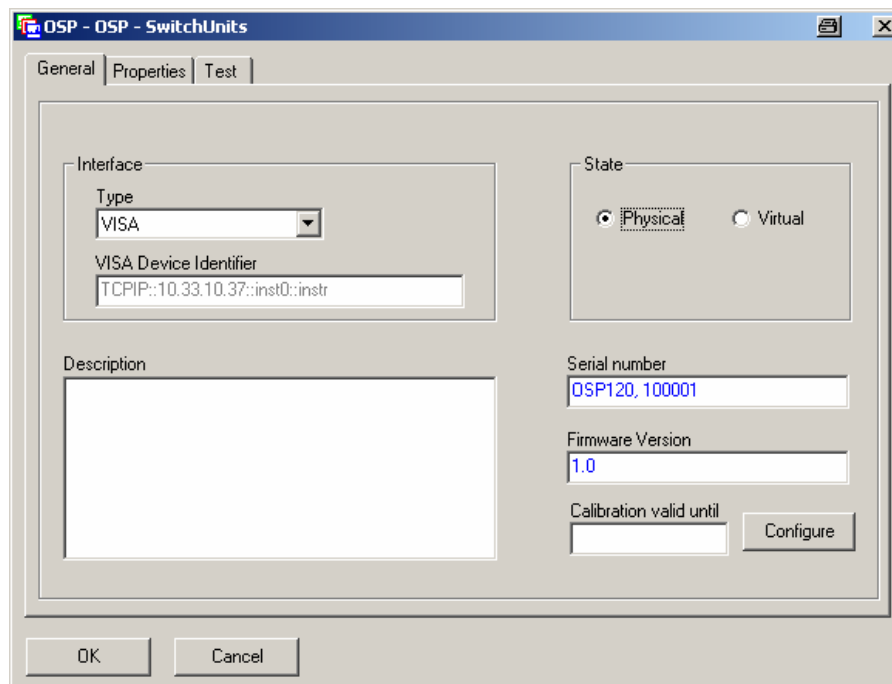 OSP - OSP - SwitchUnits
General
Properties
Test
Interface
Type
VISA
VISA Device Identifier
TCPIP::10.33.10.37::inst0::instr
State
Physical
Virtual
Description
Serial number
OSP120, 100001
Firmware Version
1.0
Calibration valid until
Configure
OK
Cancel